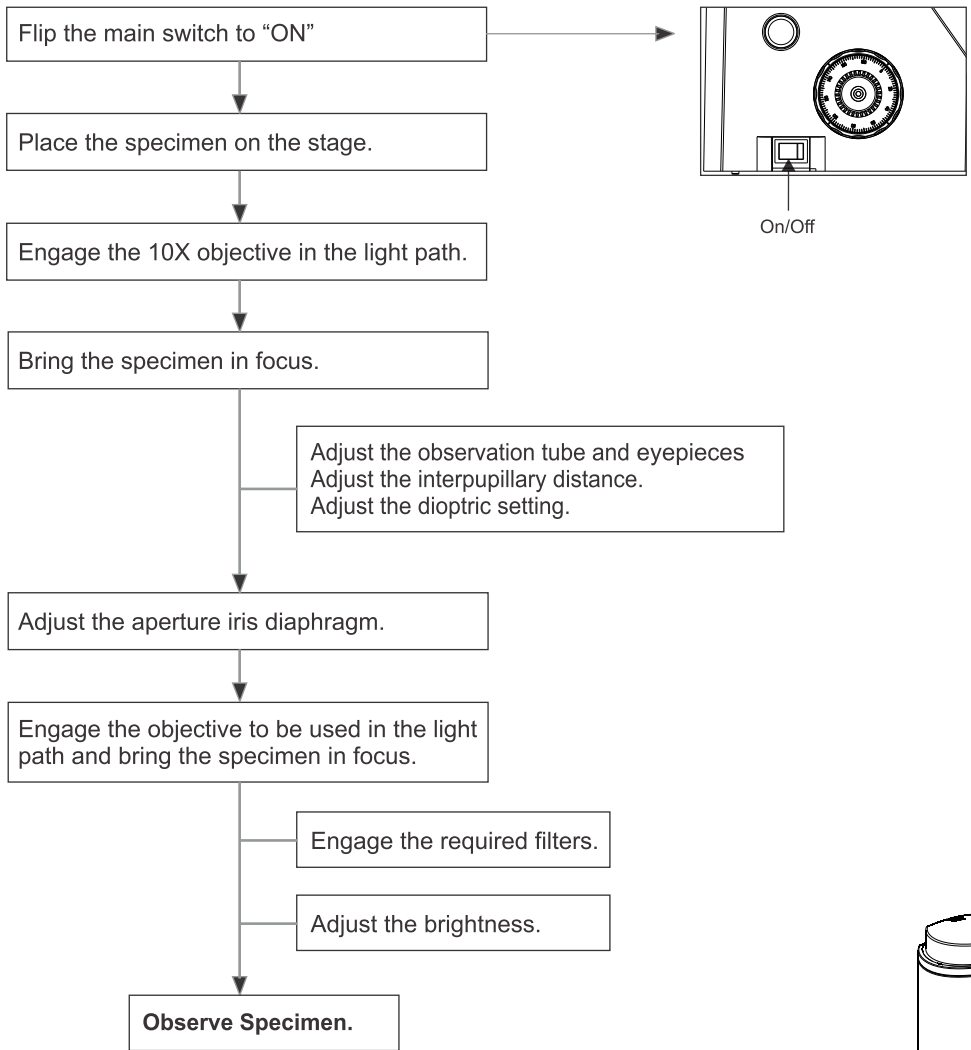 Flip the main switch to “ON”
On/Off
Place the specimen on the stage.
Engage the 10X objective in the light path.
Bring the specimen in focus.
Adjust the observation tube and eyepieces
Adjust the interpupillary distance.
Adjust the dioptric setting.
Adjust the aperture iris diaphragm.
Engage the objective to be used in the light
path and bring the specimen in focus.
Engage the required filters.
Adjust the brightness.
Observe Specimen.